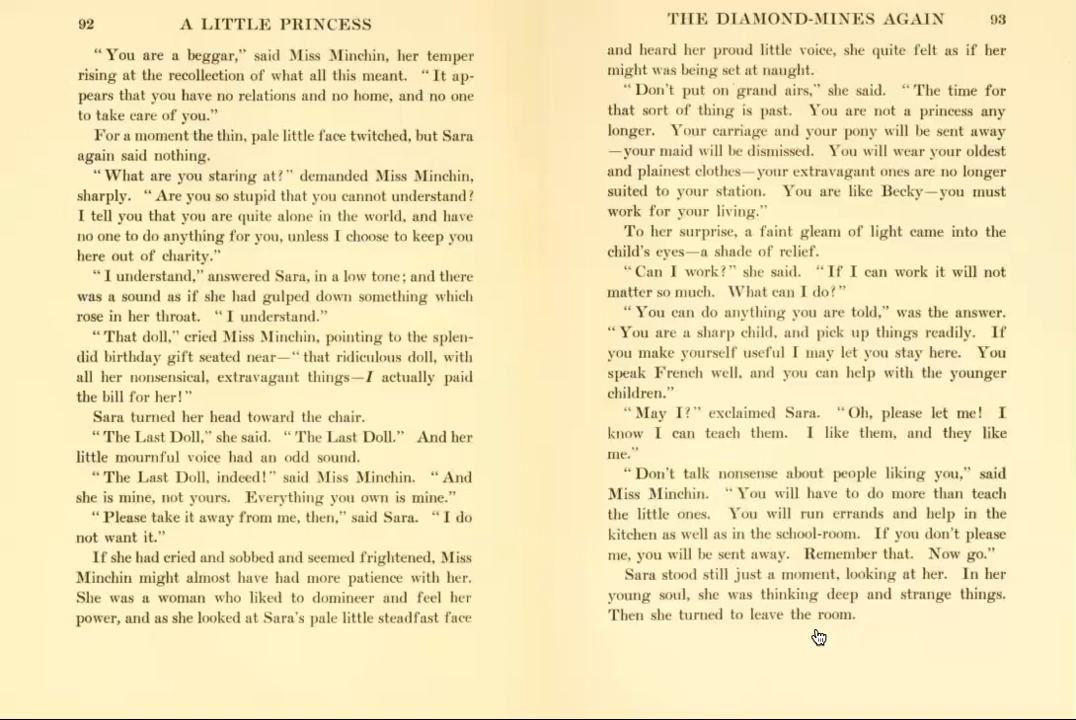 92 A LITTLE PRINCESS
“You are a beggar,” said Miss Minchin, her temper
rising at the recollection of what all this meant. “It ap-
pears that you have no relations and no home, and no one
to take care of you.”
For a moment the thin, pale little face twitched, but Sara
again said nothing.
“What are you staring at?” demanded Miss Minchin,
sharply. “Are you so stupid that you cannot understand?
I tell you that you are quite alone in the world, and have
no one to do anything for you, unless I choose to keep you
here out of charity.”
“I understand,” answered Sara, in a low tone; and there
was a sound as if she had gulped down something which
rose in her throat. “I understand.”
“That doll,” cried Miss Minchin, pointing to the splen-
did birthday gift seated near—“that ridiculous doll, with
all her nonsensical, extravagant things—I actually paid
the bill for her!”
Sara turned her head toward the chair.
“The Last Doll,” she said. “The Last Doll.” And her
little mournful voice had an odd sound.
“The Last Doll, indeed!” said Miss Minchin. “And
she is mine, not yours. Everything you own is mine.”
“Please take it away from me, then,” said Sara. “I do
not want it.”
If she had cried and sobbed and seemed frightened, Miss
Minchin might almost have had more patience with her.
She was a woman who liked to domineer and feel her
power, and as she looked at Sara's pale little steadfast face
THE DIAMOND-MINES AGAIN 93
and heard her proud little voice, she quite felt as if her
might was being set at naught.
“Don't put on grand airs,” she said. “The time for
that sort of thing is past. You are not a princess any
longer. Your carriage and your pony will be sent away
—your maid will be dismissed. You will wear your oldest
and plainest clothes—your extravagant ones are no longer
suited to your station. You are like Becky—you must
work for your living.”
To her surprise, a faint gleam of light came into the
child's eyes—a shade of relief.
“Can I work?” she said. “If I can work it will not
matter so much. What can I do?”
“You can do anything you are told,” was the answer.
“You are a sharp child, and pick up things readily. If
you make yourself useful I may let you stay here. You
speak French well, and you can help with the younger
children.”
“May I?” exclaimed Sara. “Oh, please let me! I
know I can teach them. I like them, and they like
me.”
“Don't talk nonsense about people liking you,” said
Miss Minchin. “You will have to do more than teach
the little ones. You will run errands and help in the
kitchen as well as in the school-room. If you don't please
me, you will be sent away. Remember that. Now go.”
Sara stood still just a moment, looking at her. In her
young soul, she was thinking deep and strange things.
Then she turned to leave the room.